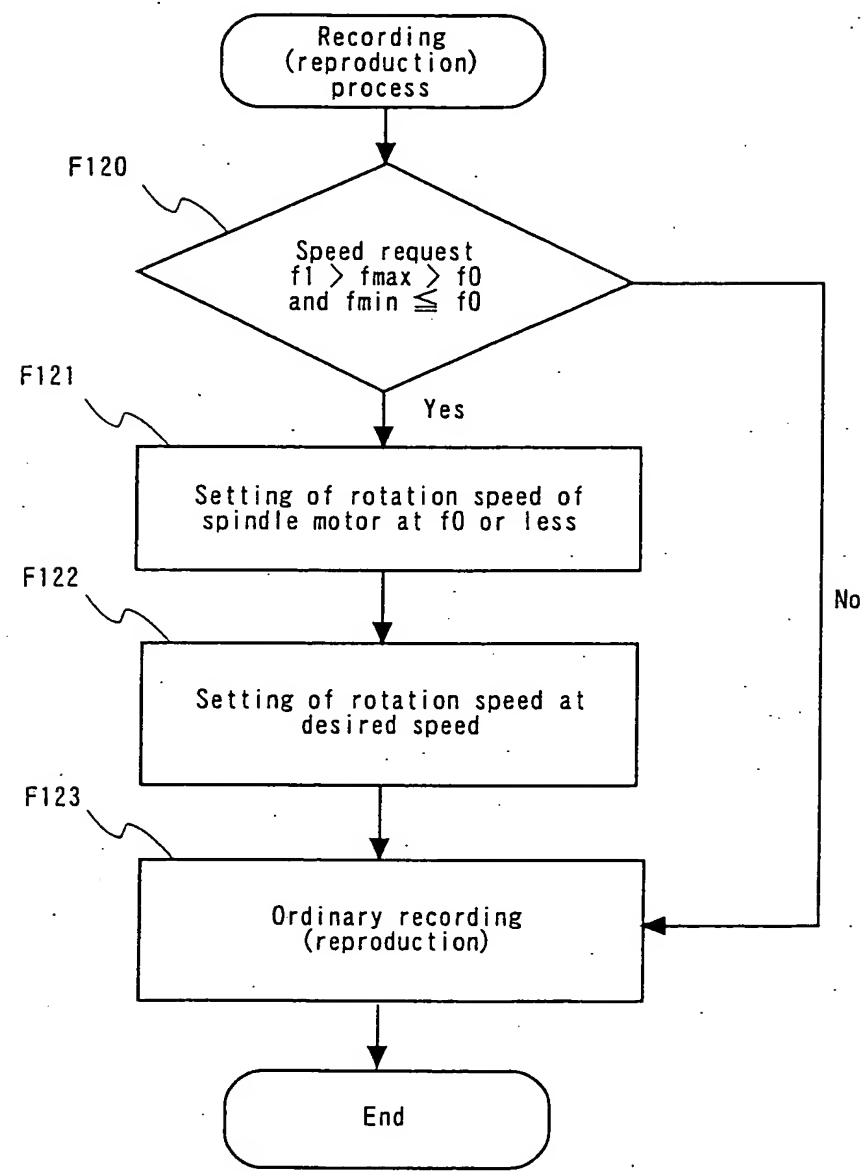 Recording
(reproduction)
process
F120
Speed request
f1 > fmax > f0
and fmin ≦ f0
F121
Yes
Setting of rotation speed of
spindle motor at f0 or less
F122
No
Setting of rotation speed at
desired speed
F123
Ordinary recording
(reproduction)
End